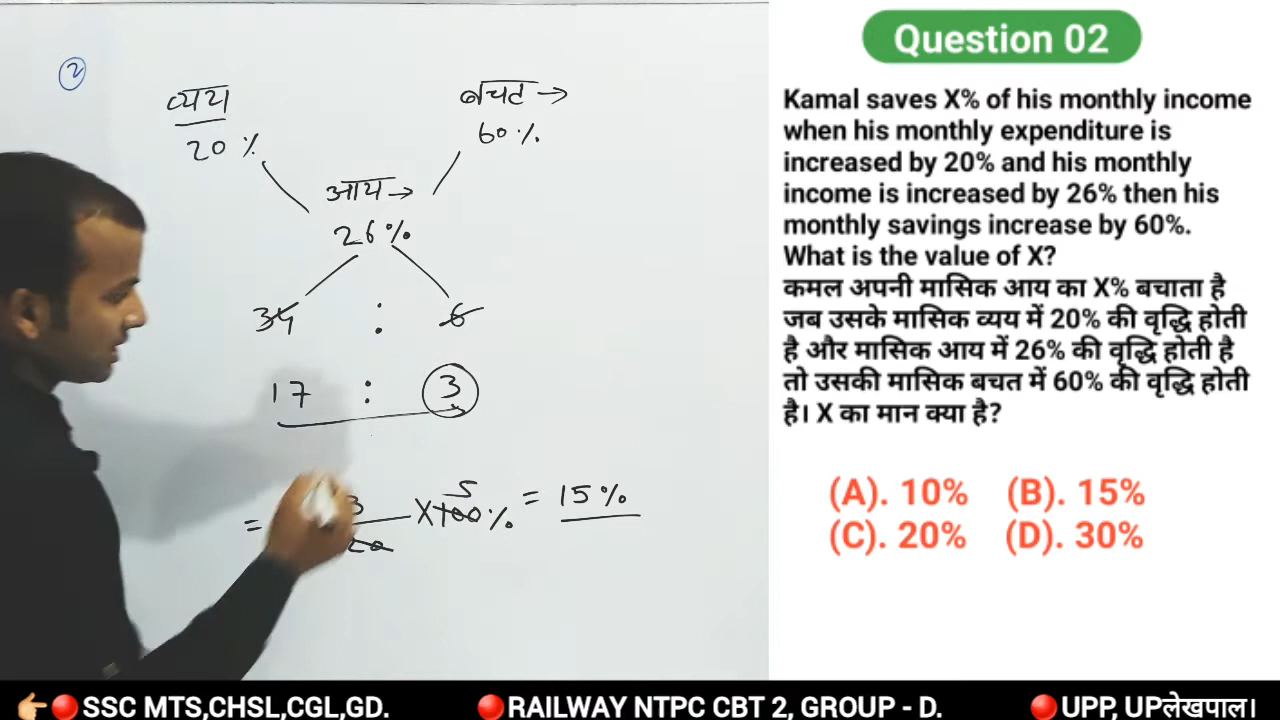 ②
व्यय
20 %
बचत →
60 %
आय →
26 %
34 : 6
17 : 3
= 3/20 X 100 % = 15 %
5
Question 02
Kamal saves X% of his monthly income
when his monthly expenditure is
increased by 20% and his monthly
income is increased by 26% then his
monthly savings increase by 60%.
What is the value of X?
कमल अपनी मासिक आय का X% बचाता है
जब उसके मासिक व्यय में 20% की वृद्धि होती
है और मासिक आय में 26% की वृद्धि होती है
तो उसकी मासिक बचत में 60% की वृद्धि होती
है। X का मान क्या है?
(A). 10% (B). 15%
(C). 20% (D). 30%
SSC MTS,CHSL,CGL,GD. RAILWAY NTPC CBT 2, GROUP - D. UPP, UPलेखपाल।